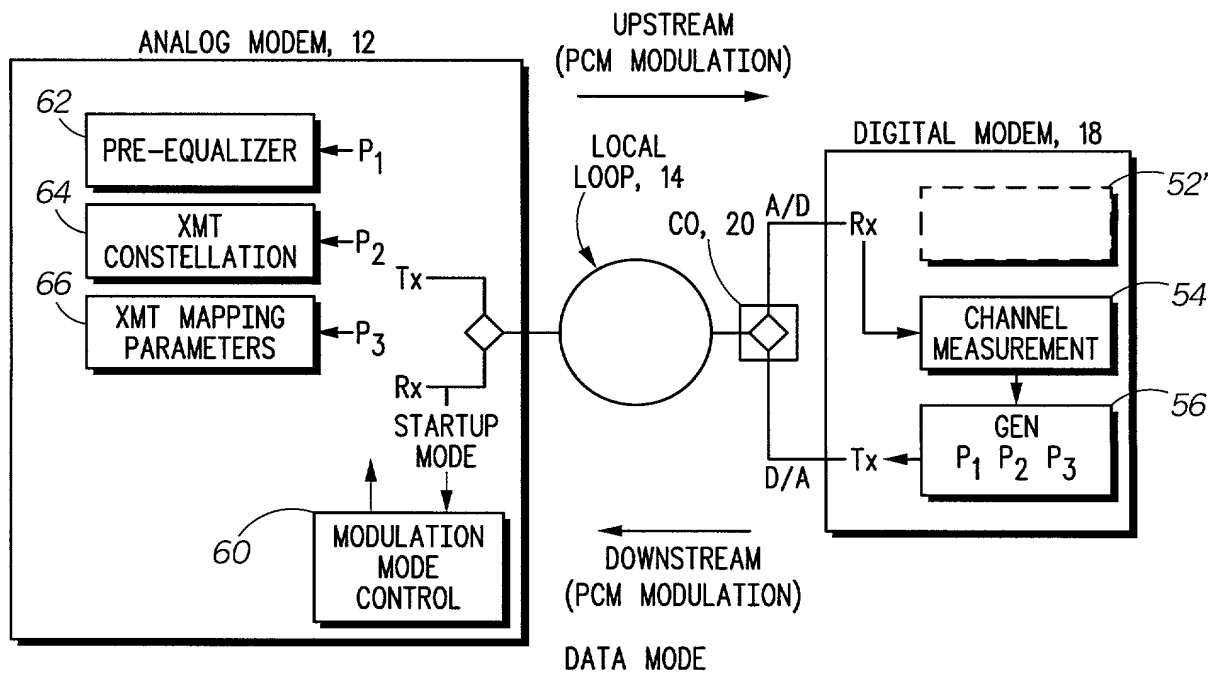 UPSTREAM
(PCM MODULATION)
ANALOG MODEM, 12
62
PRE-EQUALIZER
P1
64
XMT
CONSTELLATION
P2
66
XMT MAPPING
PARAMETERS
P3
Tx
Rx
STARTUP
MODE
60
MODULATION
MODE
CONTROL
LOCAL
LOOP, 14
CO, 20
A/D
D/A
DIGITAL MODEM, 18
52'
Rx
54
CHANNEL
MEASUREMENT
56
GEN
P1 P2 P3
Tx
DOWNSTREAM
(PCM MODULATION)
DATA MODE